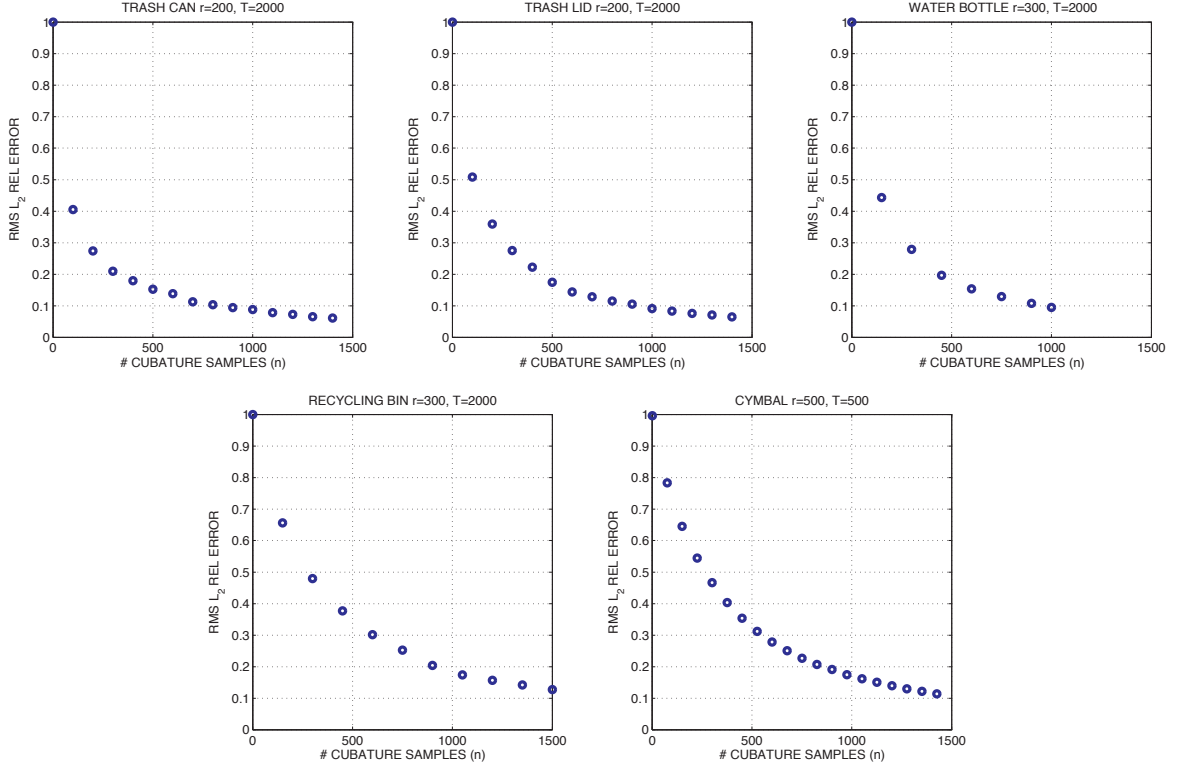 TRASH CAN r=200, T=2000
1
0.9
0.8
0.7
0.6
0.5
0.4
0.3
0.2
0.1
0
RMS L2 REL ERROR
0 500 1000 1500
# CUBATURE SAMPLES (n)
TRASH LID r=200, T=2000
1
0.9
0.8
0.7
0.6
0.5
0.4
0.3
0.2
0.1
0
RMS L2 REL ERROR
0 500 1000 1500
# CUBATURE SAMPLES (n)
WATER BOTTLE r=300, T=2000
1
0.9
0.8
0.7
0.6
0.5
0.4
0.3
0.2
0.1
0
RMS L2 REL ERROR
0 500 1000 1500
# CUBATURE SAMPLES (n)
RECYCLING BIN r=300, T=2000
1
0.9
0.8
0.7
0.6
0.5
0.4
0.3
0.2
0.1
0
RMS L2 REL ERROR
0 500 1000 1500
# CUBATURE SAMPLES (n)
CYMBAL r=500, T=500
1
0.9
0.8
0.7
0.6
0.5
0.4
0.3
0.2
0.1
0
RMS L2 REL ERROR
0 500 1000 1500
# CUBATURE SAMPLES (n)